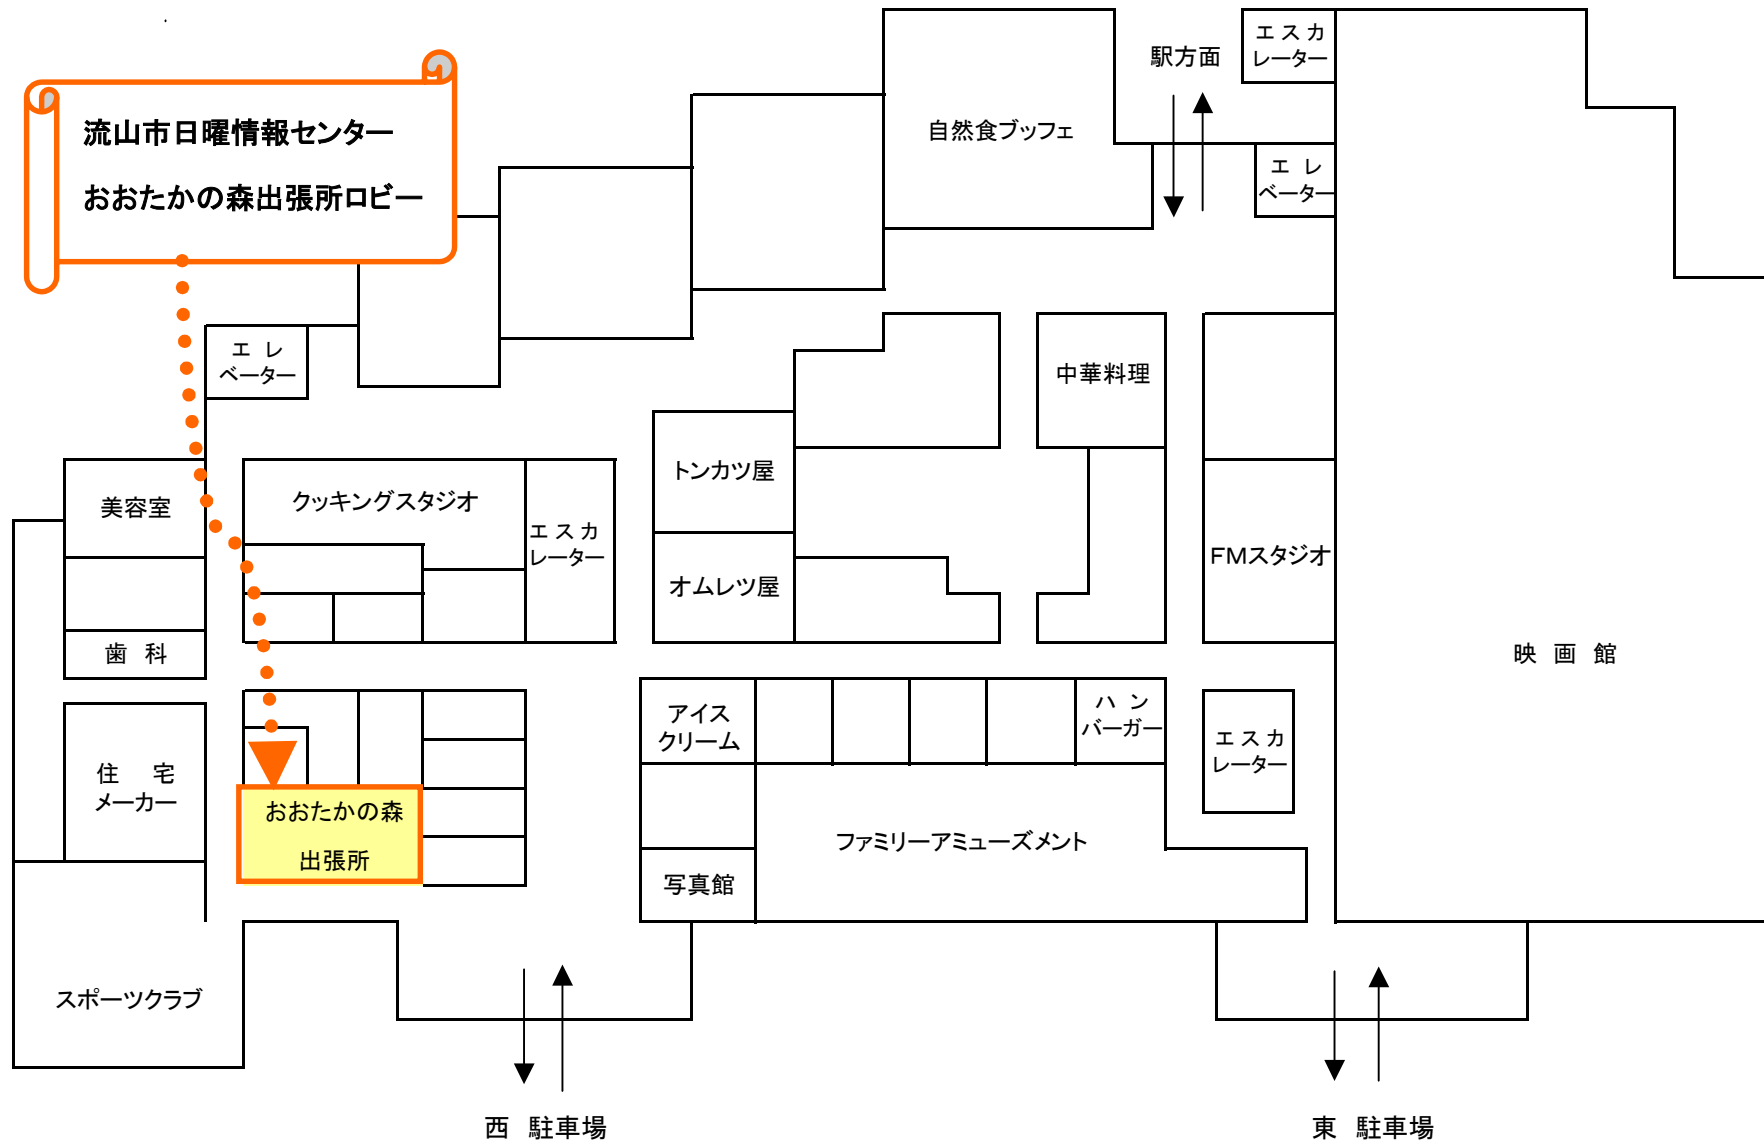 流山市日曜情報センター
おおたかの森出張所ロビー
駅方面
エ ス カ
レーター
自然食ブッフェ
エ レ
ベーター
エ レ
ベーター
中華料理
トンカツ屋
美容室
クッキングスタジオ
エ ス カ
レーター
オムレツ屋
FMスタジオ
歯 科
映 画 館
アイス
クリーム
ハ ン
バーガー
エ ス カ
レーター
住 宅
メーカー
おおたかの森
出張所
ファミリーアミューズメント
写真館
スポーツクラブ
西 駐車場
東 駐車場